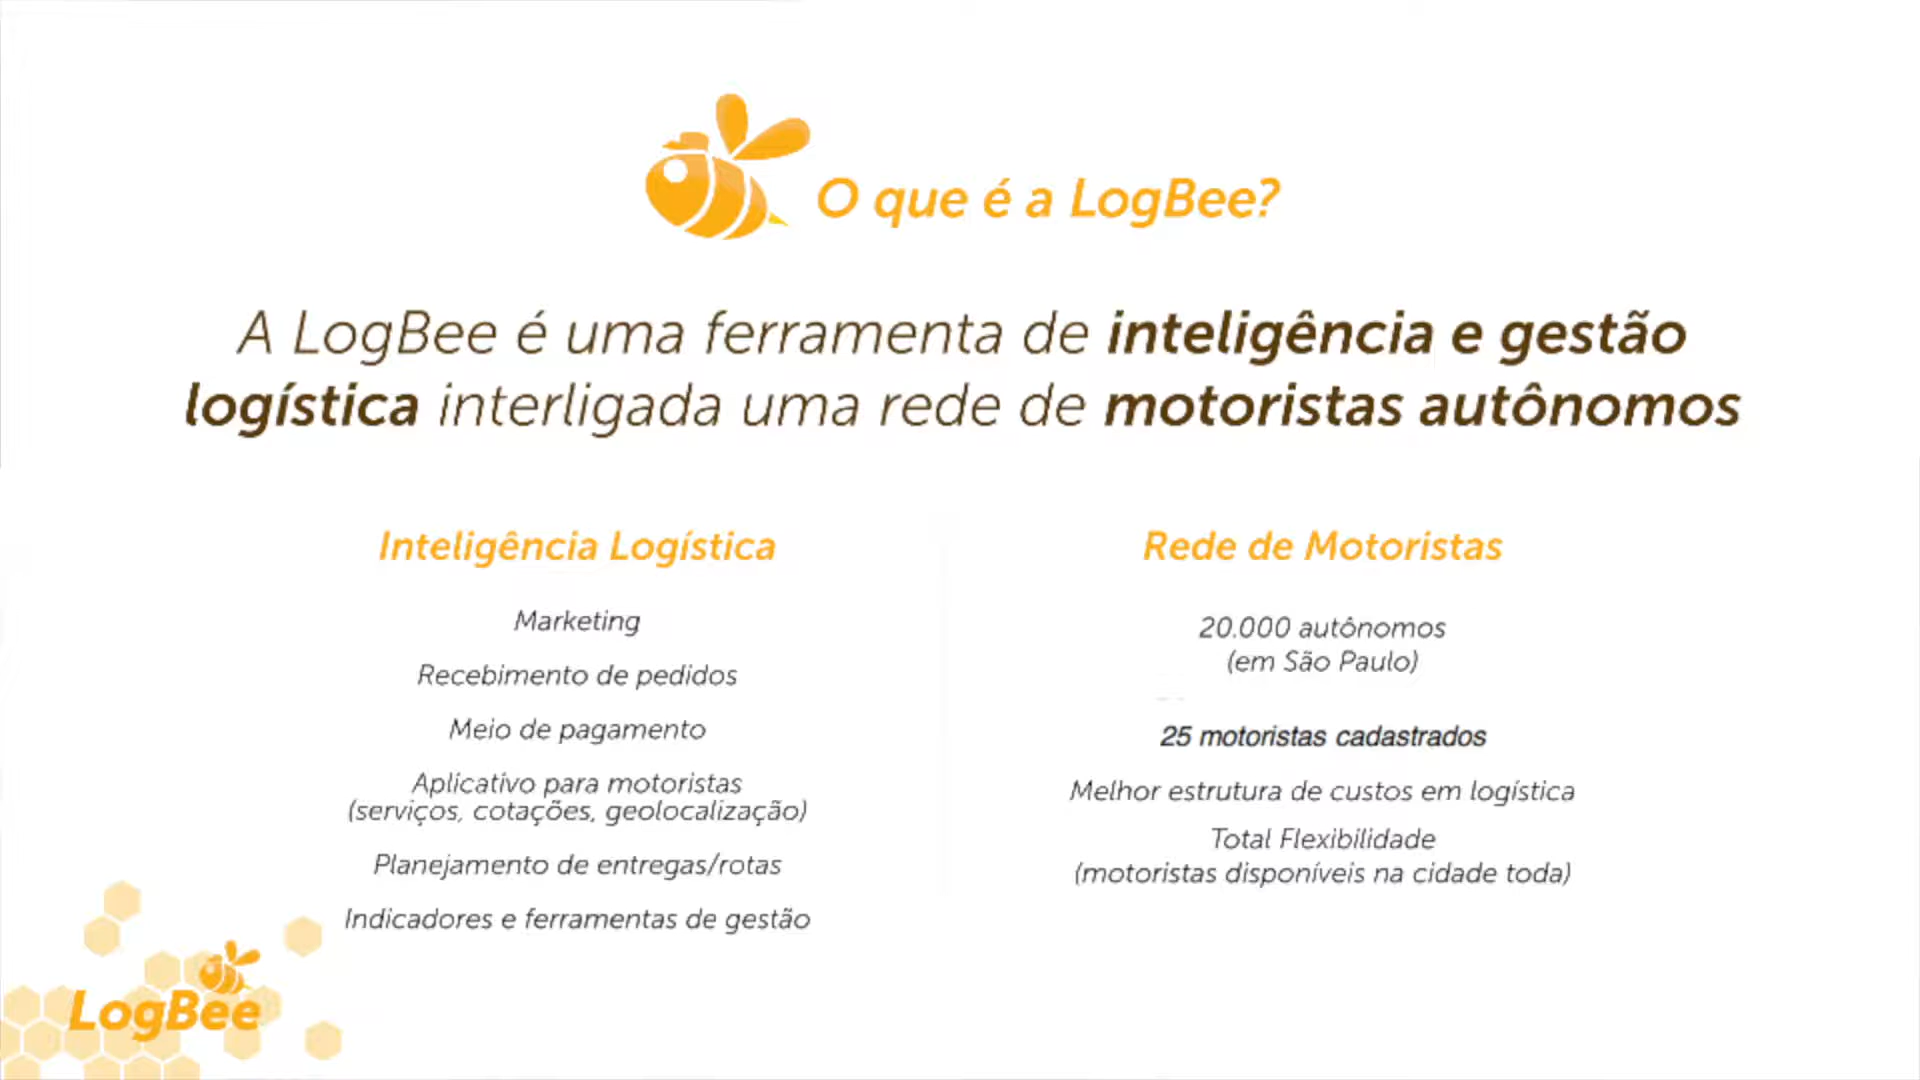 O que é a LogBee?
A LogBee é uma ferramenta de inteligência e gestão
logística interligada uma rede de motoristas autônomos
Inteligência Logística
Marketing
Recebimento de pedidos
Meio de pagamento
Aplicativo para motoristas
(serviços, cotações, geolocalização)
Planejamento de entregas/rotas
Indicadores e ferramentas de gestão
Rede de Motoristas
20.000 autônomos
(em São Paulo)
25 motoristas cadastrados
Melhor estrutura de custos em logística
Total Flexibilidade
(motoristas disponíveis na cidade toda)
LogBee